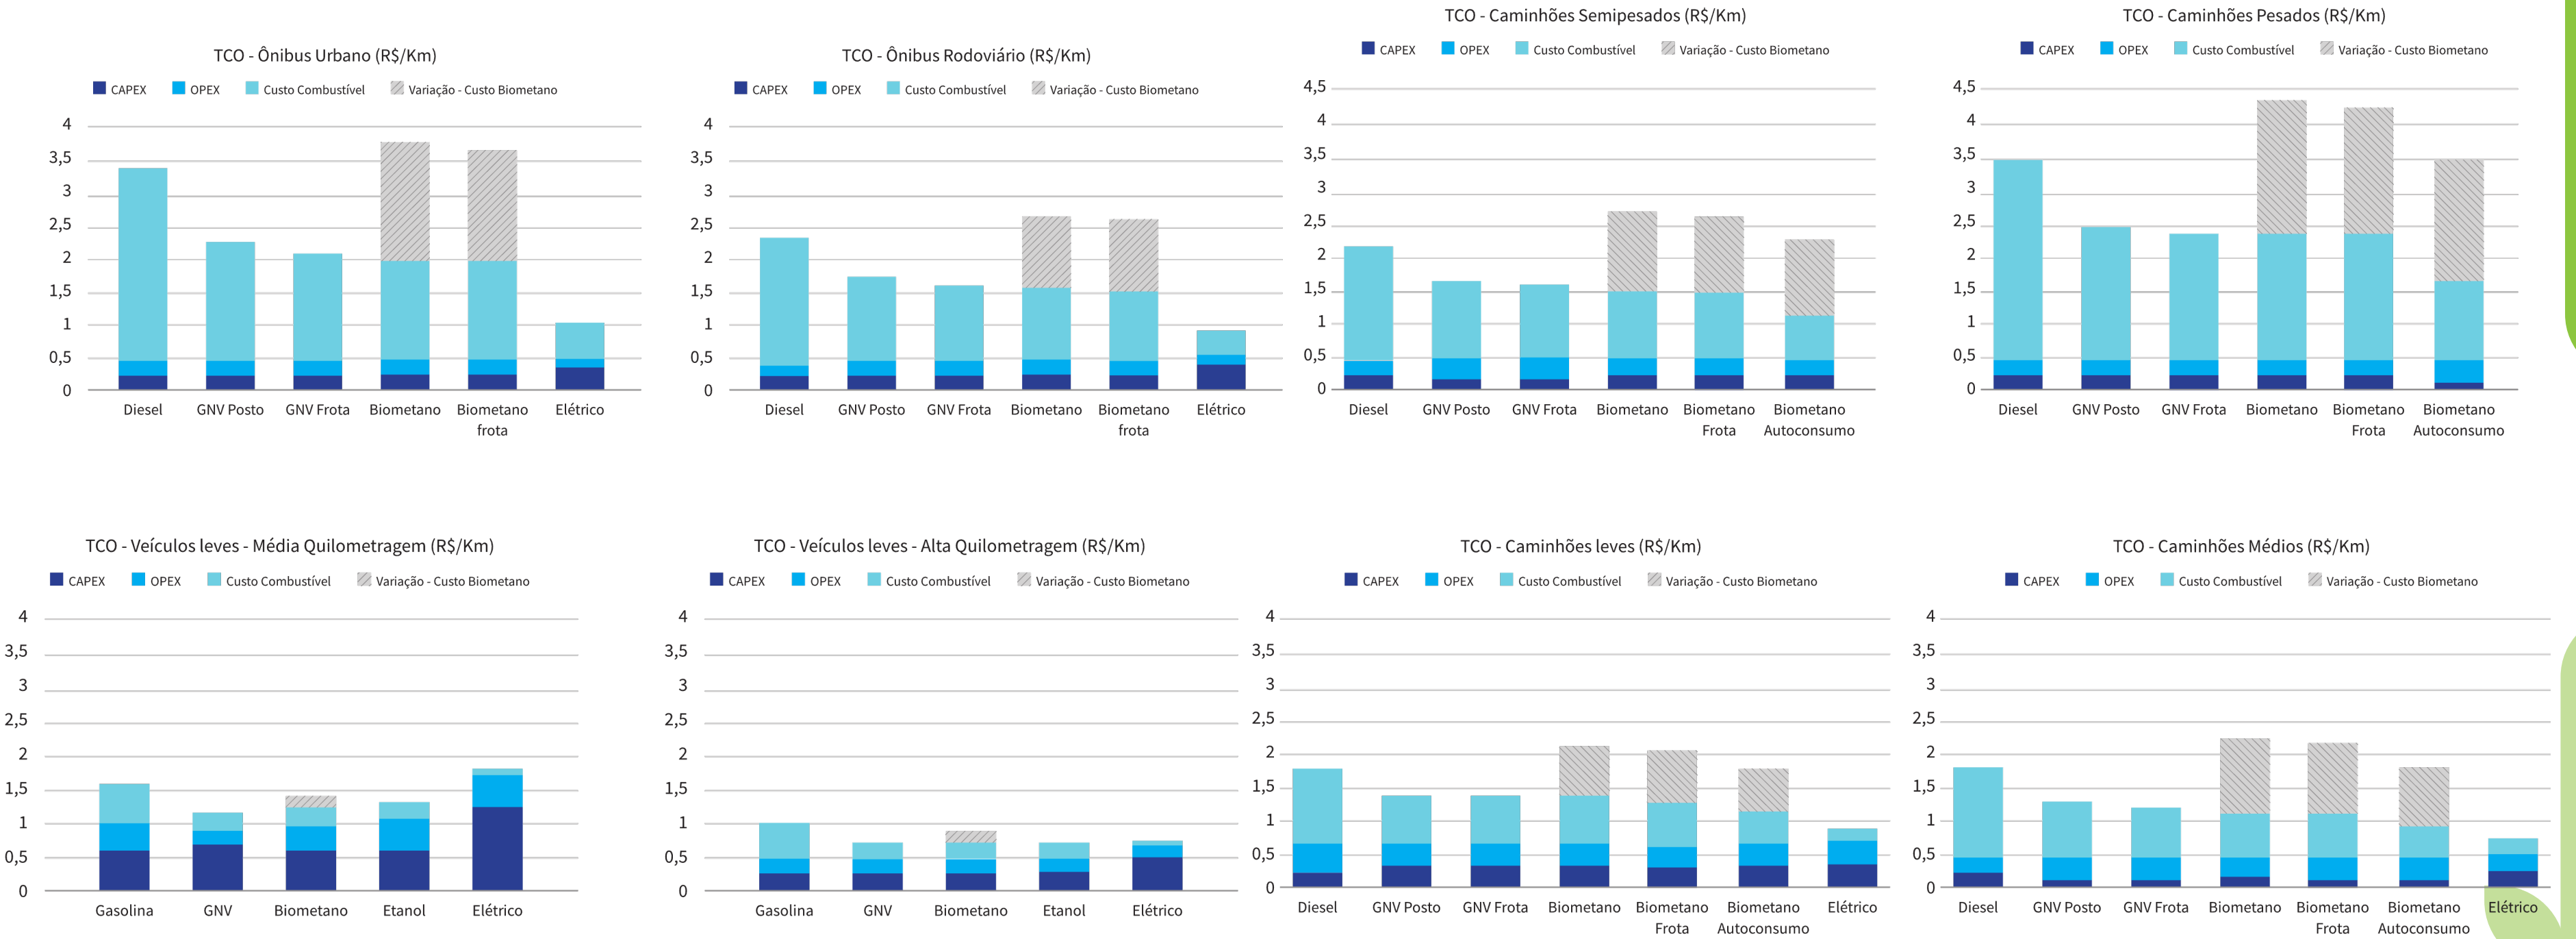 TCO - Ônibus Urbano (R$/Km)
CAPEX OPEX Custo Combustível Variação - Custo Biometano
4
3,5
3
2,5
2
1,5
1
0,5
0
Diesel GNV Posto GNV Frota Biometano Biometano Elétrico
frota
TCO - Ônibus Rodoviário (R$/Km)
CAPEX OPEX Custo Combustível Variação - Custo Biometano
4
3,5
3
2,5
2
1,5
1
0,5
0
Diesel GNV Posto GNV Frota Biometano Biometano Elétrico
frota
TCO - Caminhões Semipesados (R$/Km)
CAPEX OPEX Custo Combustível Variação - Custo Biometano
4,5
4
3,5
3
2,5
2
1,5
1
0,5
0
Diesel GNV Posto GNV Frota Biometano Biometano Biometano
Frota Autoconsumo
TCO - Caminhões Pesados (R$/Km)
CAPEX OPEX Custo Combustível Variação - Custo Biometano
4,5
4
3,5
3
2,5
2
1,5
1
0,5
0
Diesel GNV Posto GNV Frota Biometano Biometano Biometano
Frota Autoconsumo
TCO - Veículos leves - Média Quilometragem (R$/Km)
CAPEX OPEX Custo Combustível Variação - Custo Biometano
4
3,5
3
2,5
2
1,5
1
0,5
0
Gasolina GNV Biometano Etanol Elétrico
TCO - Veículos leves - Alta Quilometragem (R$/Km)
CAPEX OPEX Custo Combustível Variação - Custo Biometano
4
3,5
3
2,5
2
1,5
1
0,5
0
Gasolina GNV Biometano Etanol Elétrico
TCO - Caminhões leves (R$/Km)
CAPEX OPEX Custo Combustível Variação - Custo Biometano
4
3,5
3
2,5
2
1,5
1
0,5
0
Diesel GNV Posto GNV Frota Biometano Biometano Biometano Elétrico
Frota Autoconsumo
TCO - Caminhões Médios (R$/Km)
CAPEX OPEX Custo Combustível Variação - Custo Biometano
4
3,5
3
2,5
2
1,5
1
0,5
0
Diesel GNV Posto GNV Frota Biometano Biometano Biometano Elétrico
Frota Autoconsumo